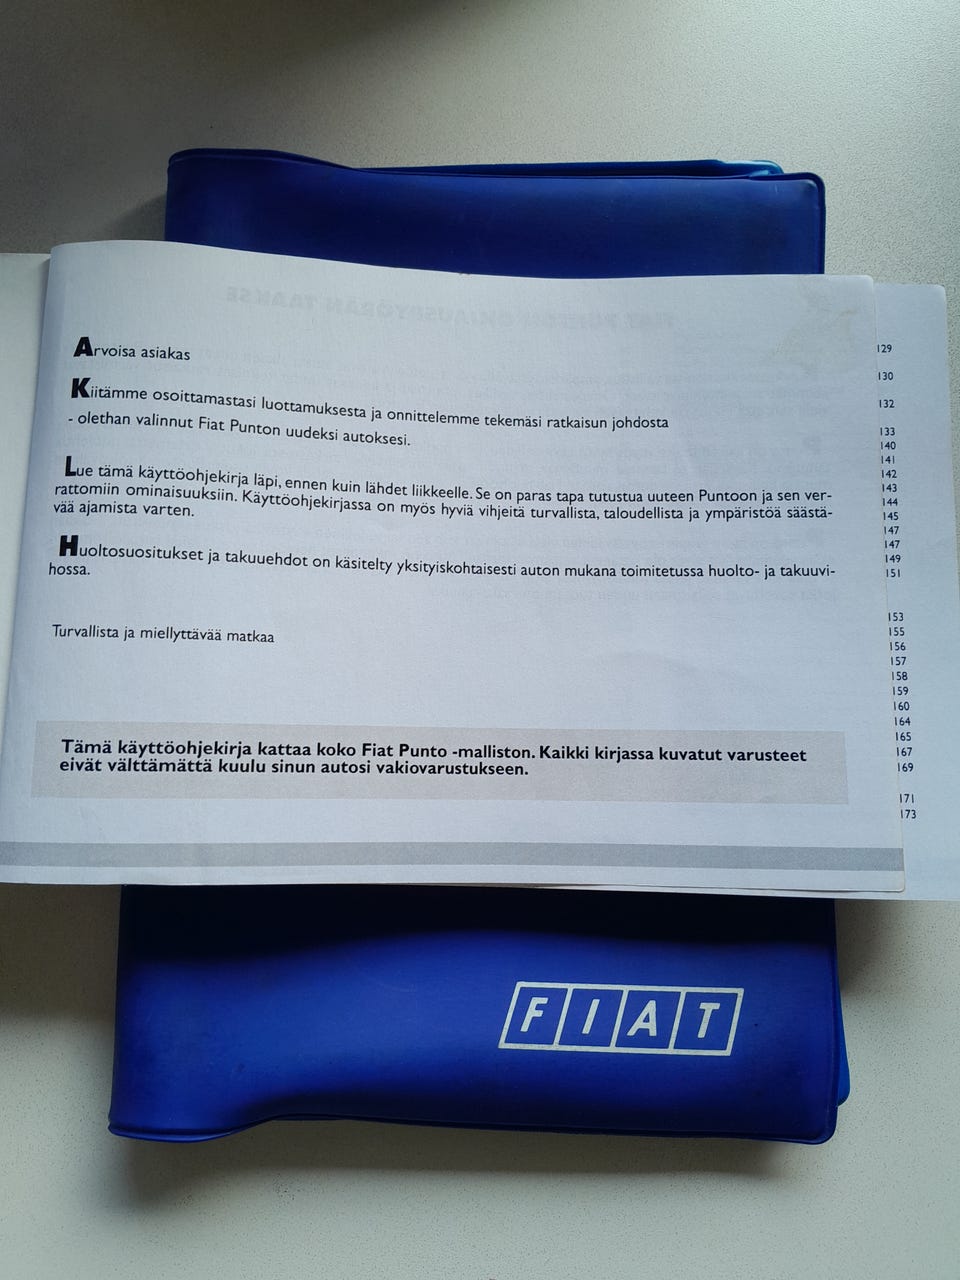 Arvoisa asiakas
Kiitämme osoittamastasi luottamuksesta ja onnittelemme tekemäsi ratkaisun johdosta
- olethan valinnut Fiat Punton uudeksi autoksesi.
Lue tämä käyttöohjekirja läpi, ennen kuin lähdet liikkeelle. Se on paras tapa tutustua uuteen Puntoon ja sen ver-
rattomiin ominaisuuksiin. Käyttöohjekirjassa on myös hyviä vihjeitä turvallista, taloudellista ja ympäristöä säästä-
vää ajamista varten.
Huoltosuositukset ja takuuehdot on käsitelty yksityiskohtaisesti auton mukana toimitetussa huolto- ja takuuvi-
hossa.
Turvallista ja miellyttävää matkaa
Tämä käyttöohjekirja kattaa koko Fiat Punto -malliston. Kaikki kirjassa kuvatut varusteet
eivät välttämättä kuulu sinun autosi vakiovarustukseen.
129
130
132
133
140
141
142
143
144
145
147
147
149
151
153
155
156
157
158
159
160
164
165
167
169
171
173
FIAT